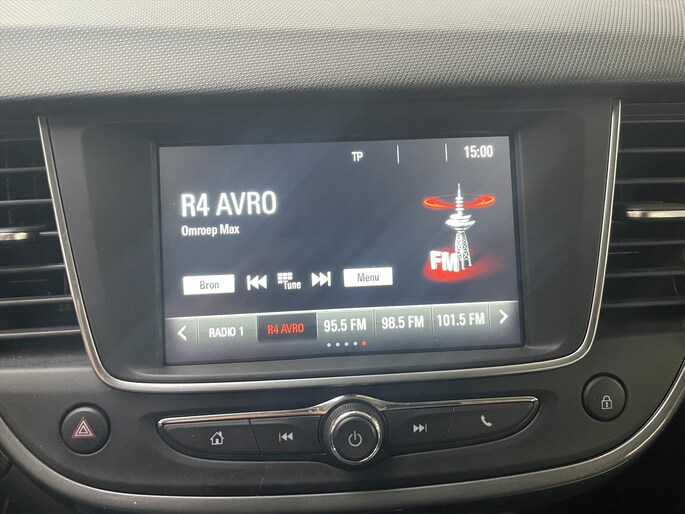 TP 15:00
R4 AVRO
Omroep Max
FM
Bron Tune Menu
RADIO 1 R4 AVRO 95.5 FM 98.5 FM 101.5 FM